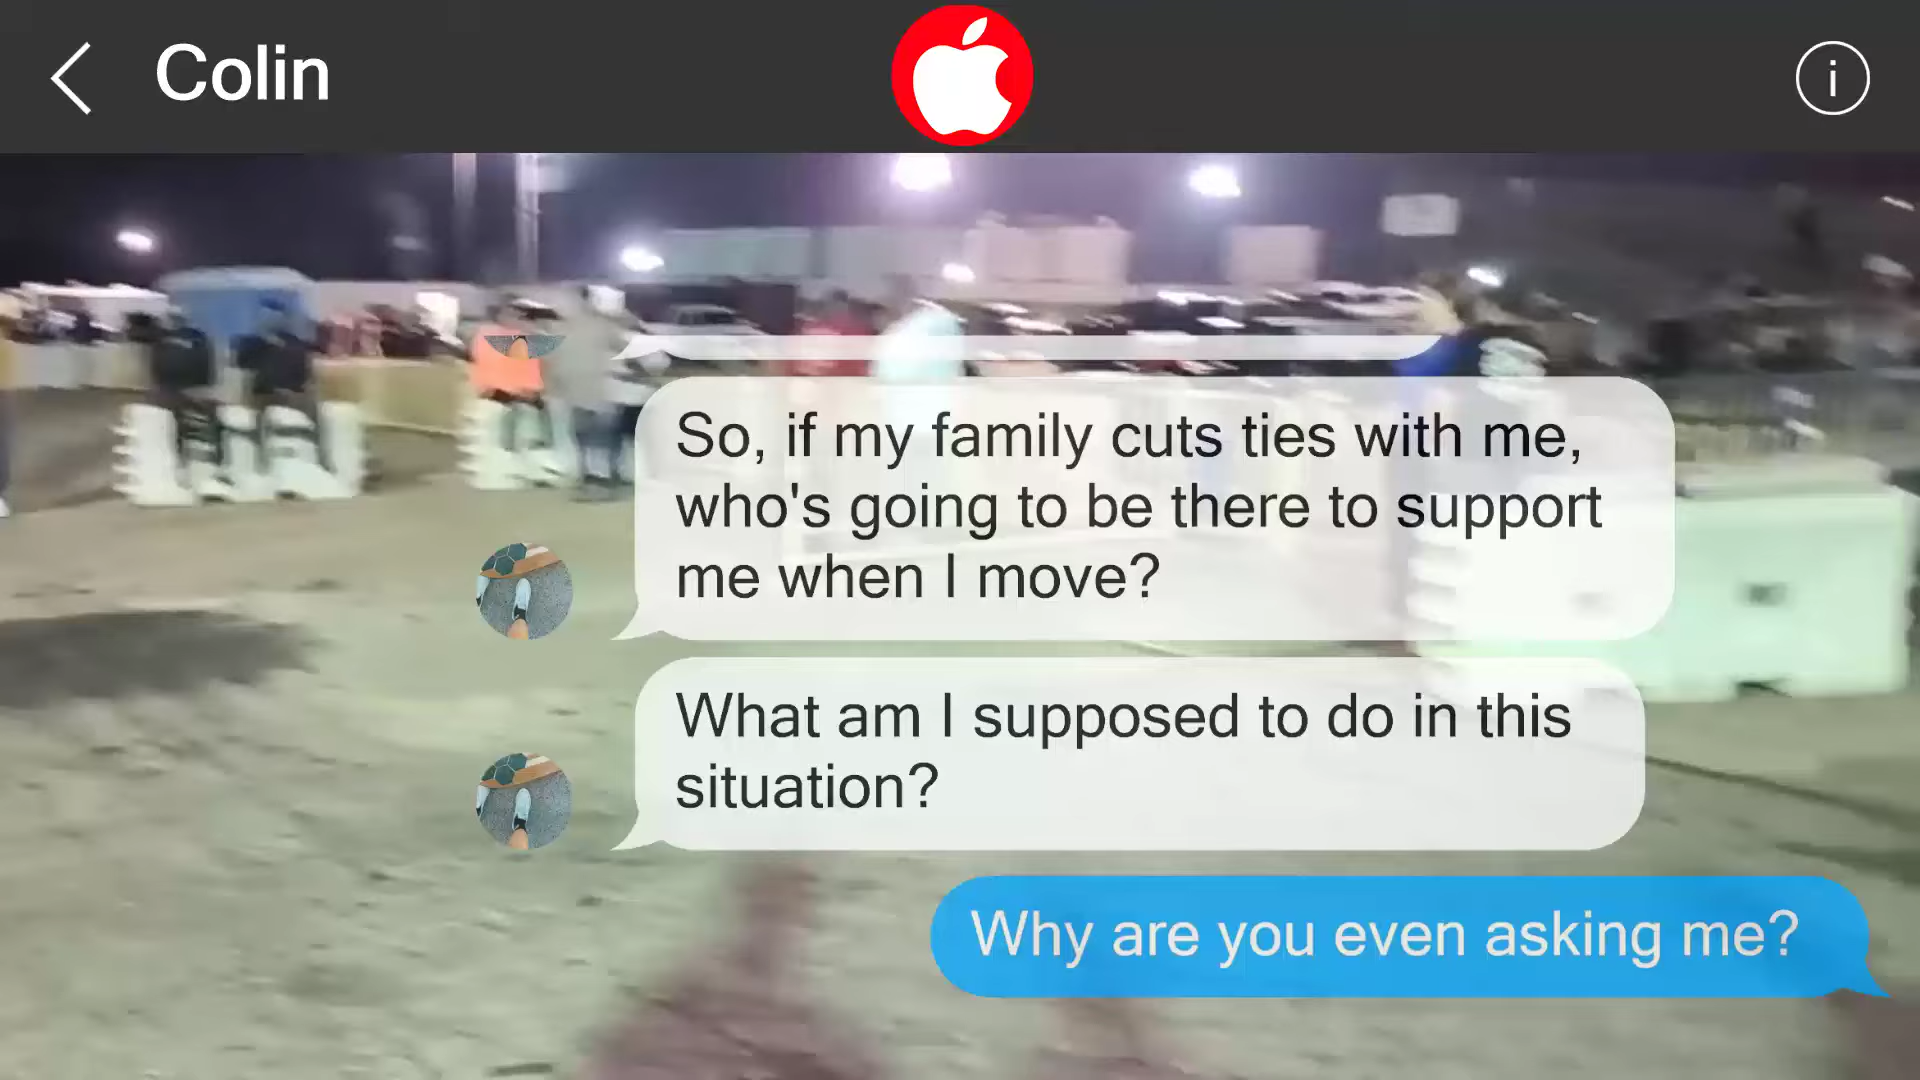 Colin
i
So, if my family cuts ties with me,
who's going to be there to support
me when I move?
What am I supposed to do in this
situation?
Why are you even asking me?